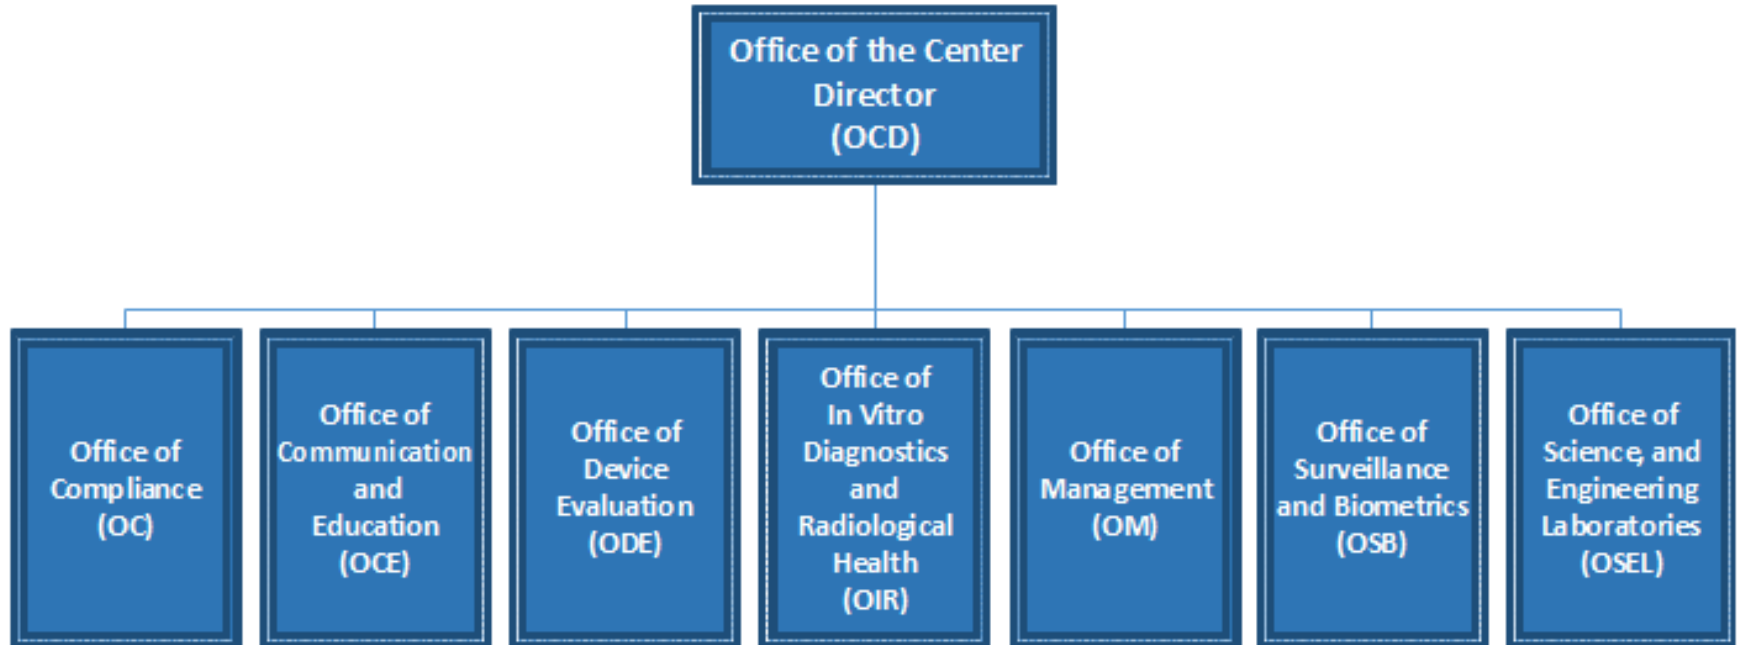 Office of the Center
Director
(OCD)
Office of
Compliance
(OC)
Office of
Communication
and
Education
(OCE)
Office of
Device
Evaluation
(ODE)
Office of
In Vitro
Diagnostics
and
Radiological
Health
(OIR)
Office of
Management
(OM)
Office of
Surveillance
and Biometrics
(OSB)
Office of
Science, and
Engineering
Laboratories
(OSEL)